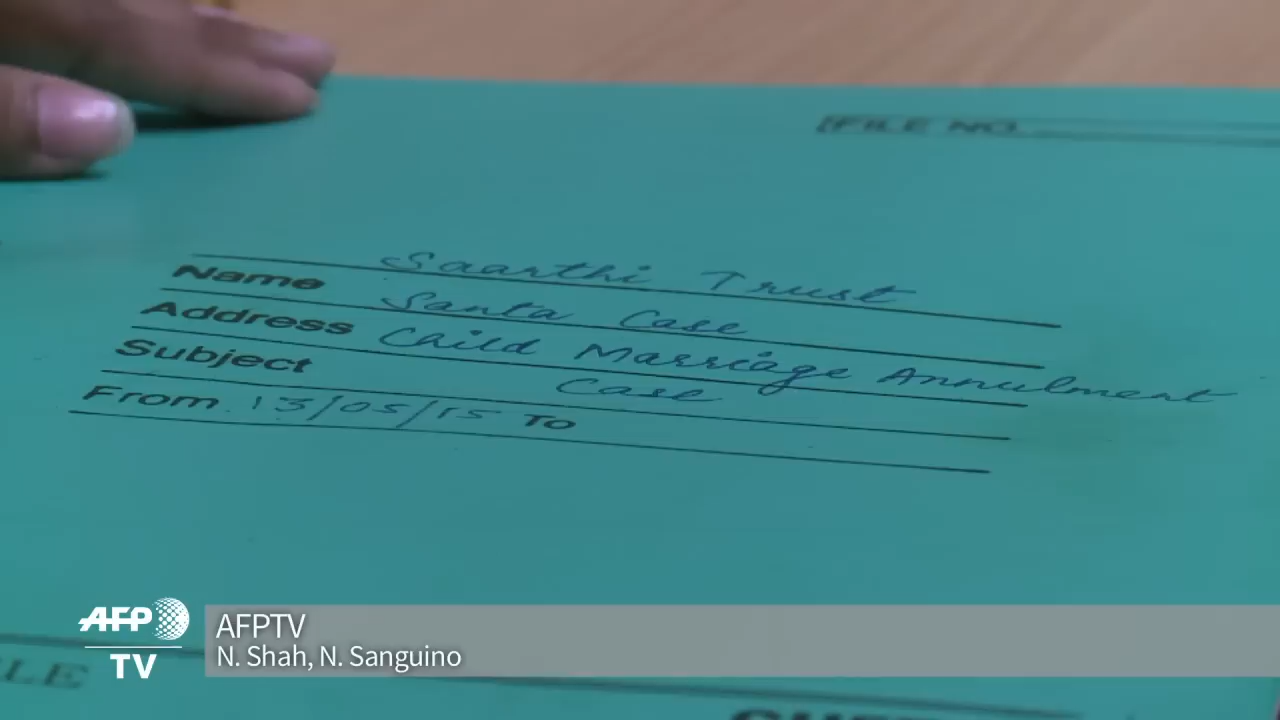 FILE NO.
Name Saarthi Trust
Address Santa Case
Subject Child Marriage Annulment
Case
From 13/05/15 To
AFP
TV
AFPTV
N. Shah, N. Sanguino